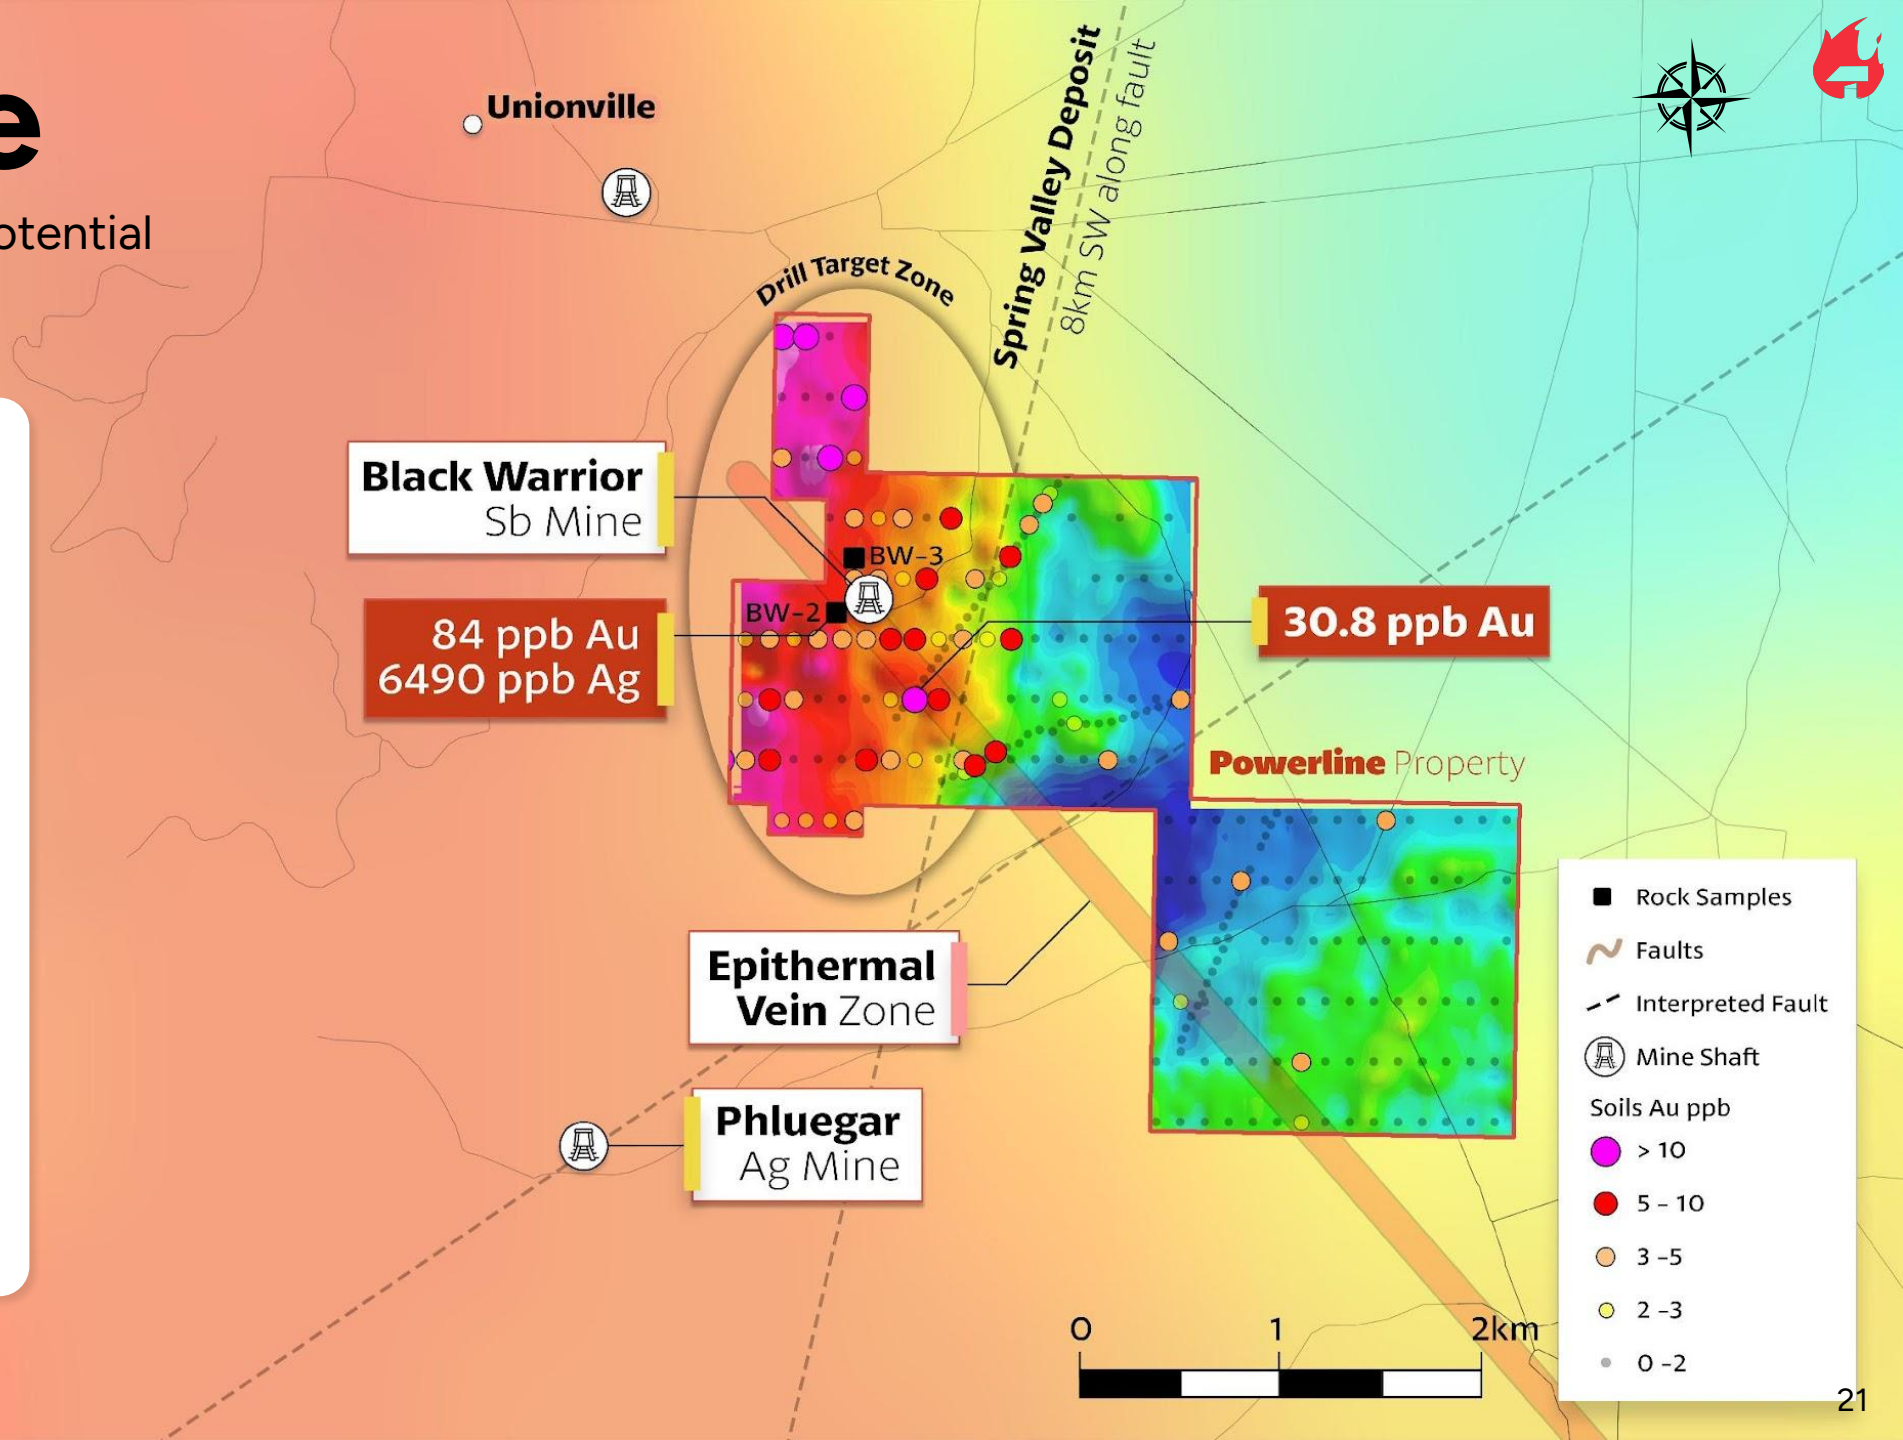 e
otential
Unionville
Spring Valley Deposit
8km SW along fault
Drill Target Zone
Black Warrior
Sb Mine
BW-3
BW-2
84 ppb Au
6490 ppb Ag
30.8 ppb Au
Powerline Property
Epithermal
Vein Zone
Phluegar
Ag Mine
Rock Samples
Faults
Interpreted Fault
Mine Shaft
Soils Au ppb
> 10
5 – 10
3 –5
2 –3
0 –2
0 1 2km
21